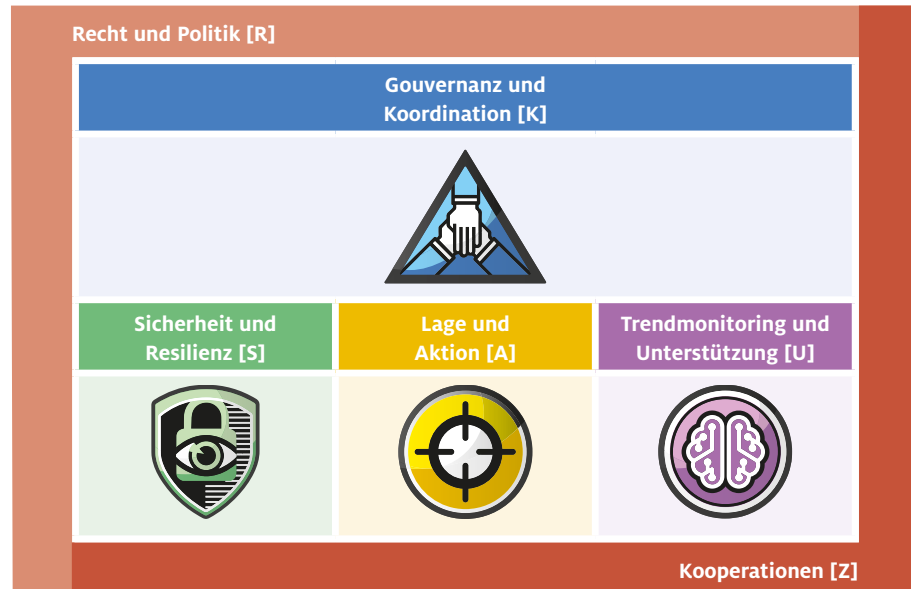 Recht und Politik [R]
Gouvernanz und
Koordination [K]
Sicherheit und
Resilienz [S]
Lage und
Aktion [A]
Trendmonitoring und
Unterstützung [U]
Kooperationen [Z]